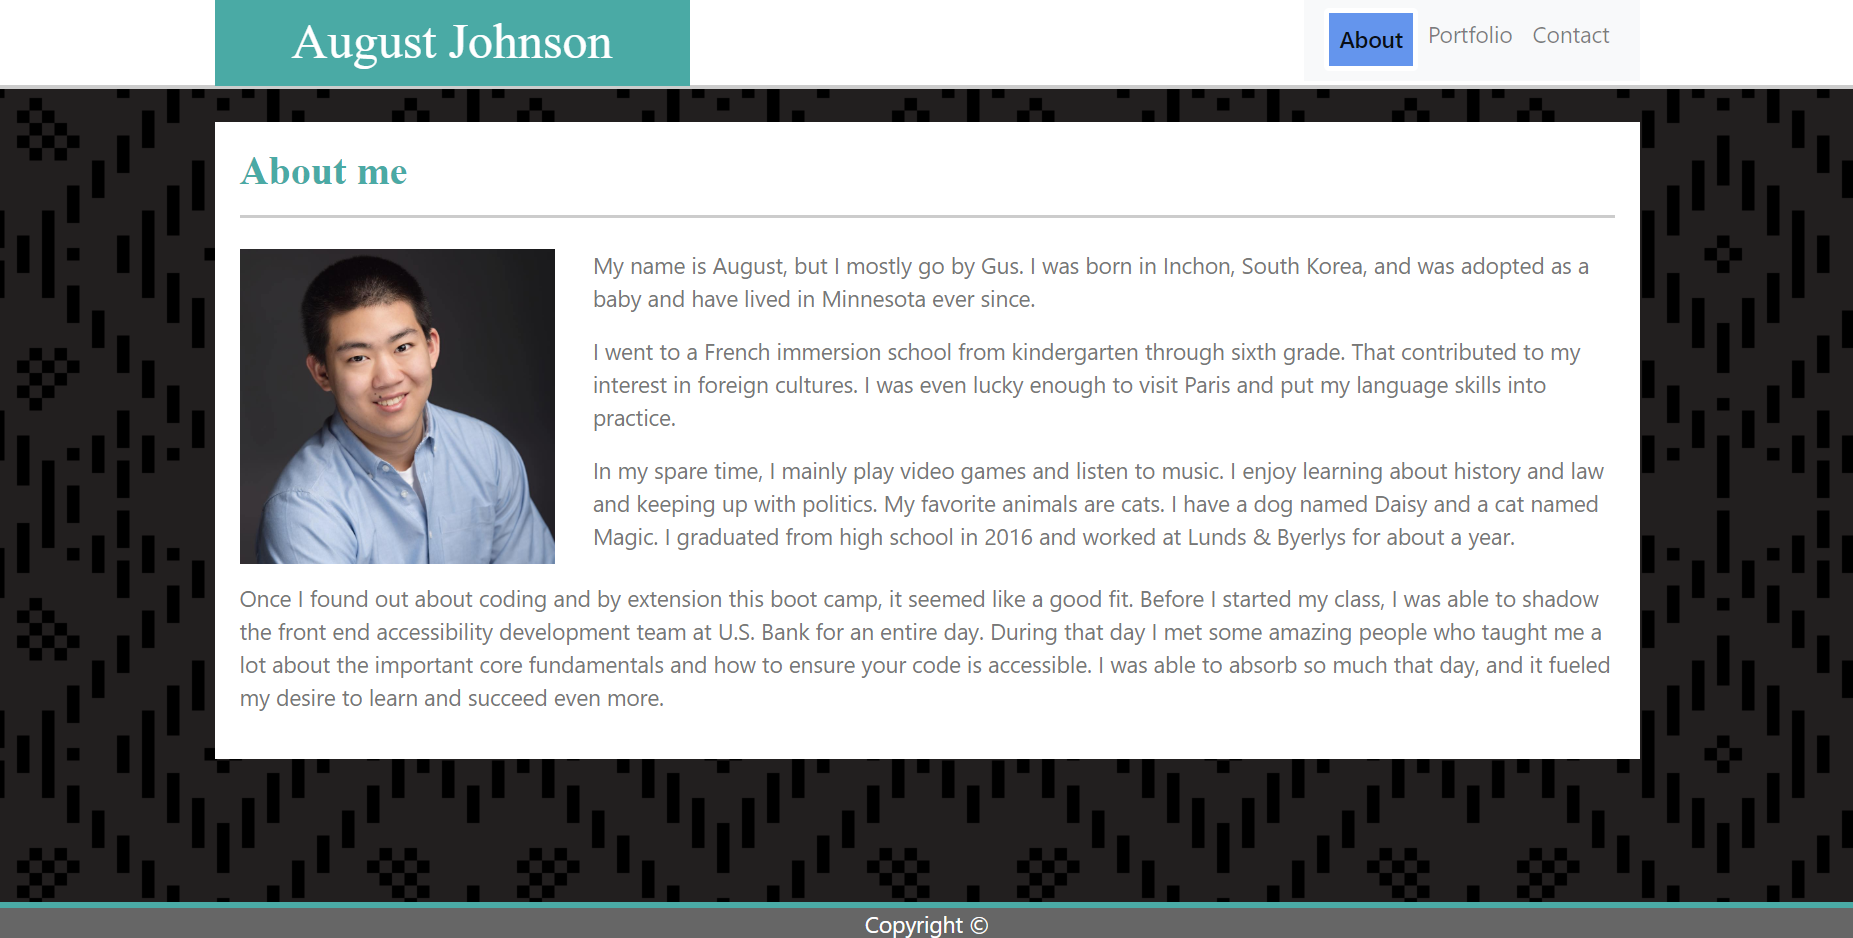 August Johnson
About Portfolio Contact
About me
My name is August, but I mostly go by Gus. I was born in Inchon, South Korea, and was adopted as a
baby and have lived in Minnesota ever since.
I went to a French immersion school from kindergarten through sixth grade. That contributed to my
interest in foreign cultures. I was even lucky enough to visit Paris and put my language skills into
practice.
In my spare time, I mainly play video games and listen to music. I enjoy learning about history and law
and keeping up with politics. My favorite animals are cats. I have a dog named Daisy and a cat named
Magic. I graduated from high school in 2016 and worked at Lunds & Byerlys for about a year.
Once I found out about coding and by extension this boot camp, it seemed like a good fit. Before I started my class, I was able to shadow
the front end accessibility development team at U.S. Bank for an entire day. During that day I met some amazing people who taught me a
lot about the important core fundamentals and how to ensure your code is accessible. I was able to absorb so much that day, and it fueled
my desire to learn and succeed even more.
Copyright ©